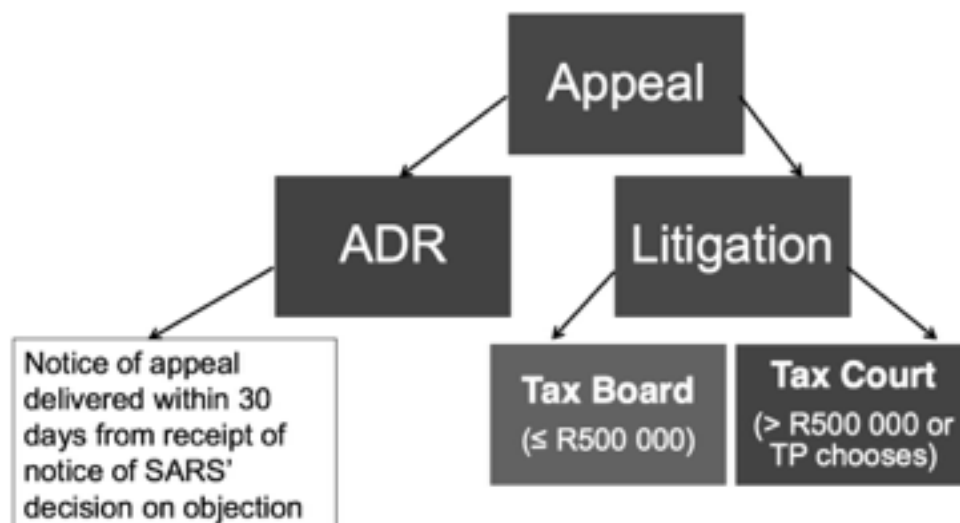 Appeal
ADR
Litigation
Notice of appeal
delivered within 30
days from receipt of
notice of SARS'
decision on objection
Tax Board
(≤ R500 000)
Tax Court
(> R500 000 or
TP chooses)